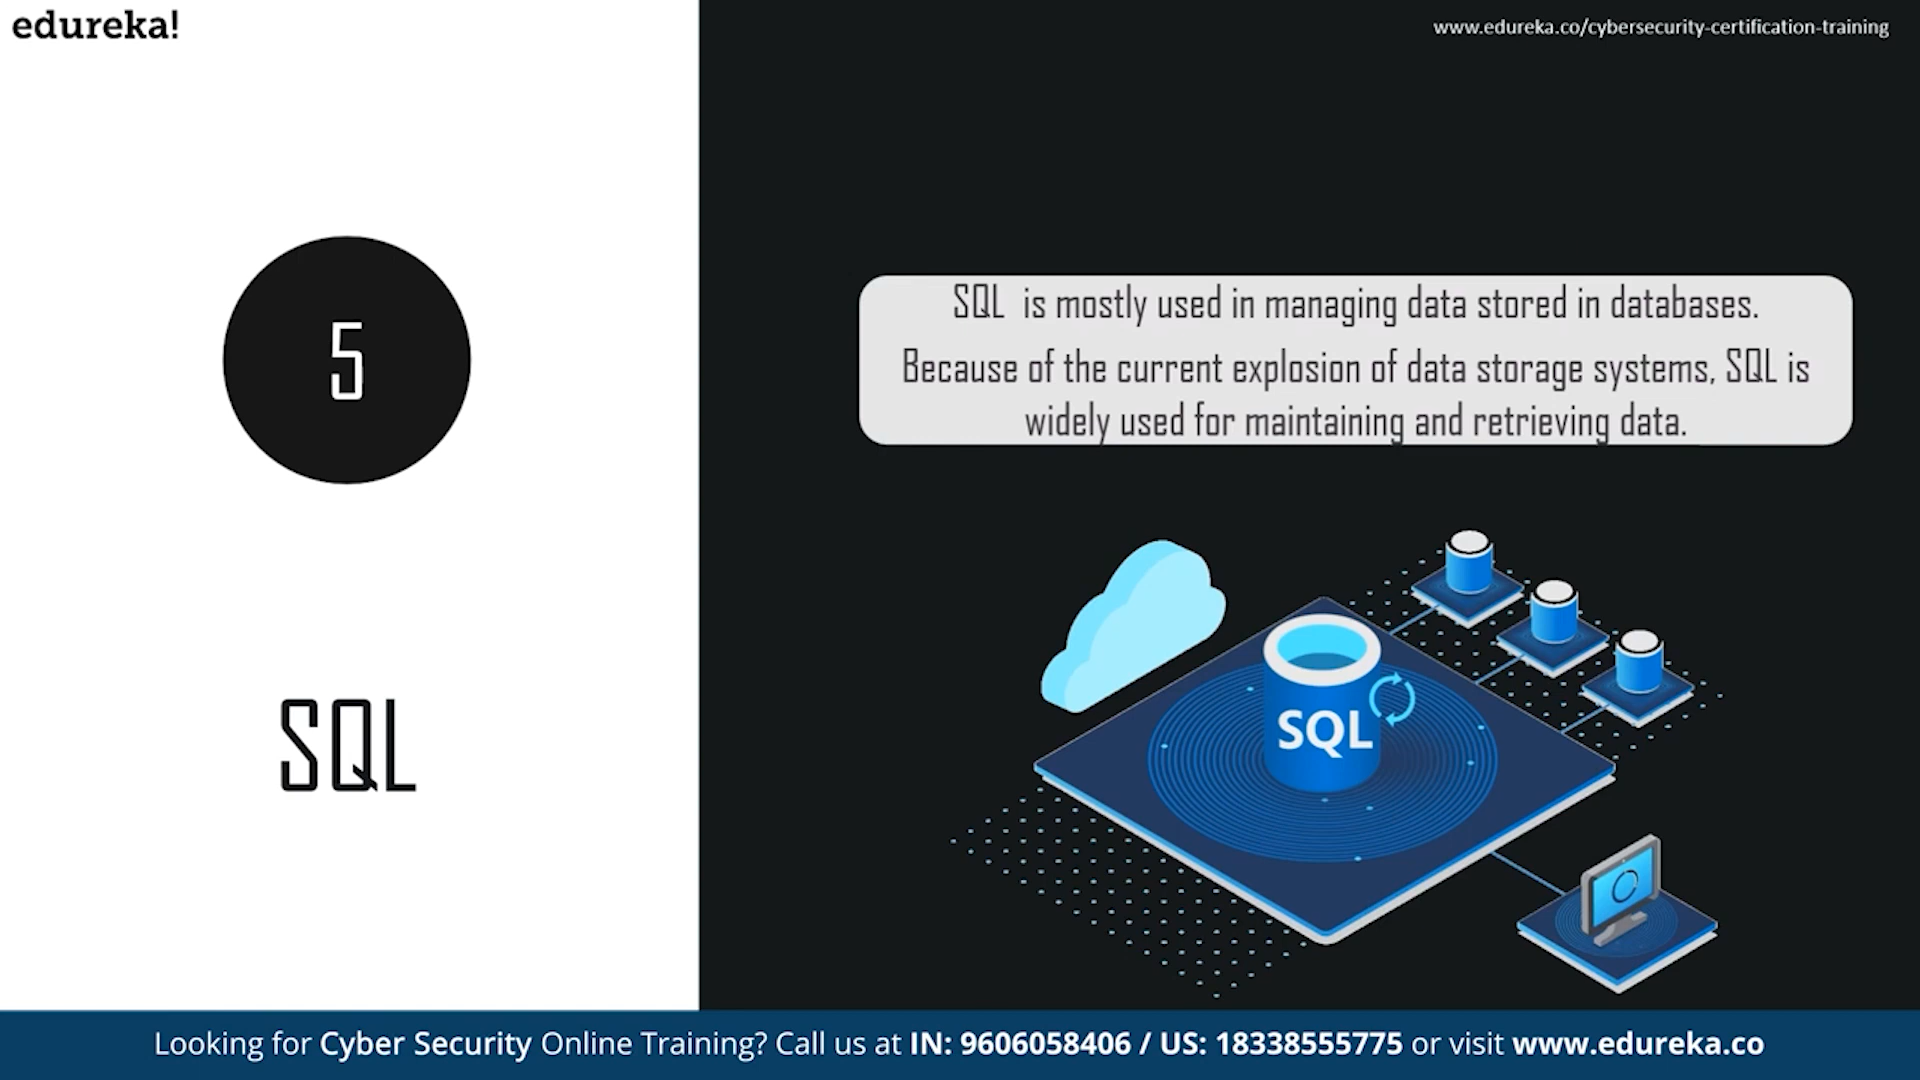 edureka!
www.edureka.co/cybersecurity-certification-training
5
SQL
SQL is mostly used in managing data stored in databases.
Because of the current explosion of data storage systems, SQL is
widely used for maintaining and retrieving data.
SQL
Looking for Cyber Security Online Training? Call us at IN: 9606058406 / US: 18338555775 or visit www.edureka.co